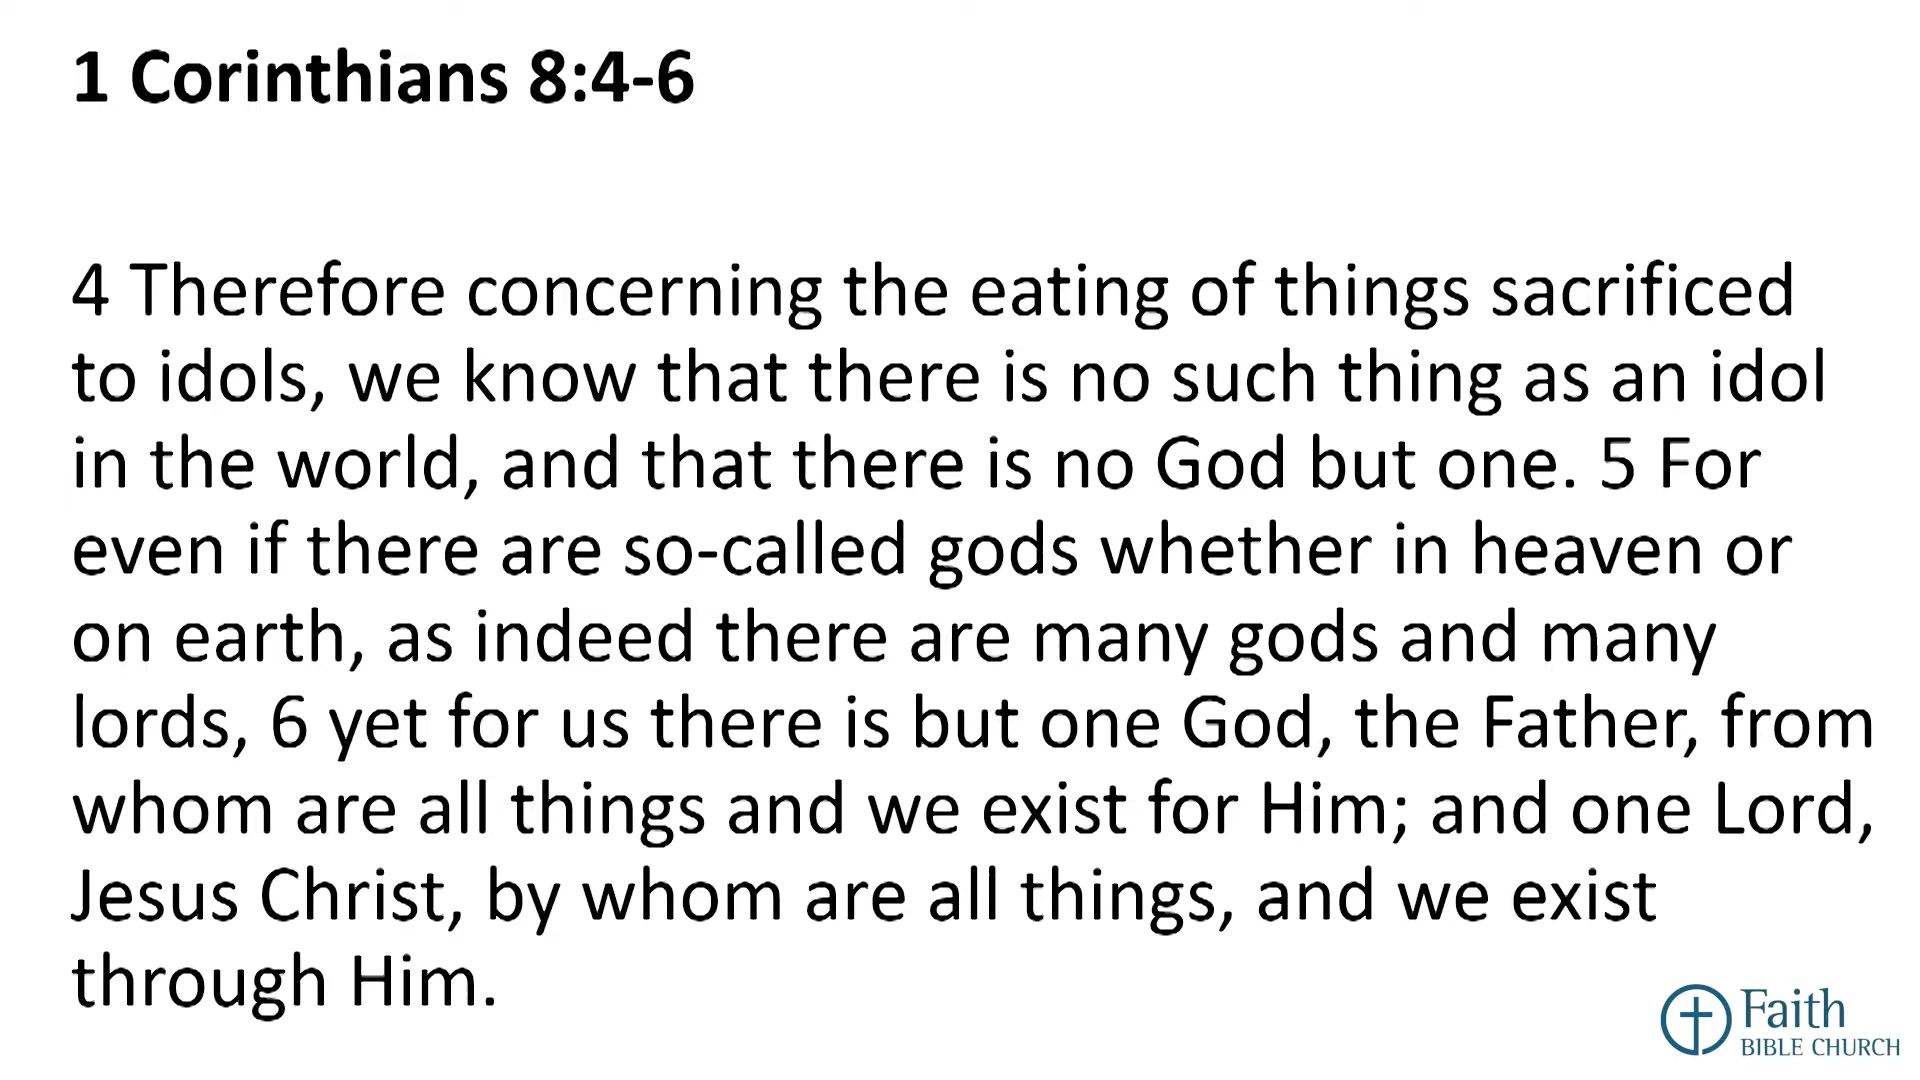 1 Corinthians 8:4-6
4 Therefore concerning the eating of things sacrificed
to idols, we know that there is no such thing as an idol
in the world, and that there is no God but one. 5 For
even if there are so-called gods whether in heaven or
on earth, as indeed there are many gods and many
lords, 6 yet for us there is but one God, the Father, from
whom are all things and we exist for Him; and one Lord,
Jesus Christ, by whom are all things, and we exist
through Him.
Faith
BIBLE CHURCH